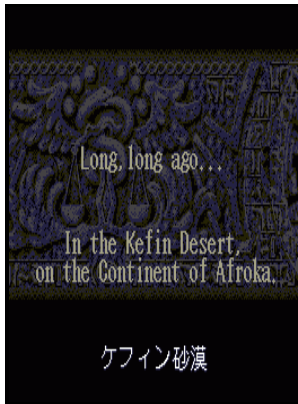 Long, long ago...
In the Kefin Desert,
on the Continent of Afroka.
ケフィン砂漠